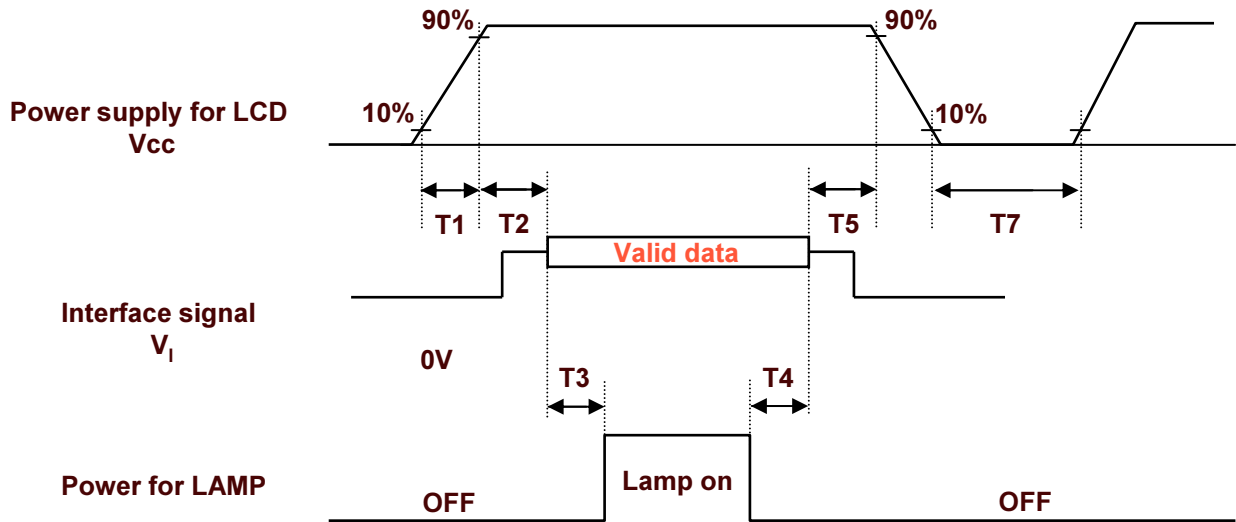 90%
90%
Power supply for LCD
Vcc
10%
10%
T1
T2
T5
T7
Valid data
Interface signal
VI
0V
T3
T4
Power for LAMP
OFF
Lamp on
OFF